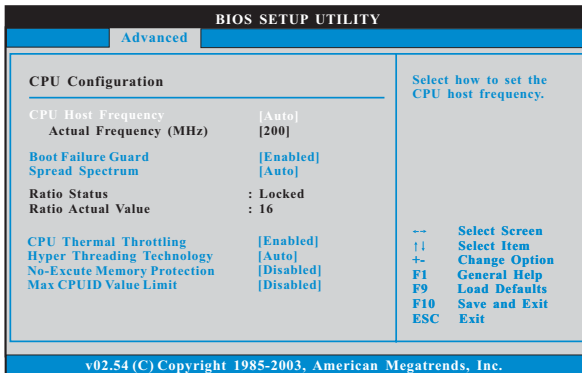 BIOS SETUP UTILITY
Advanced
CPU Configuration
CPU Host Frequency [Auto]
Actual Frequency (MHz) [200]
Boot Failure Guard [Enabled]
Spread Spectrum [Auto]
Ratio Status : Locked
Ratio Actual Value : 16
CPU Thermal Throttling [Enabled]
Hyper Threading Technology [Auto]
No-Excute Memory Protection [Disabled]
Max CPUID Value Limit [Disabled]
Select how to set the
CPU host frequency.
←→ Select Screen
↑↓ Select Item
+- Change Option
F1 General Help
F9 Load Defaults
F10 Save and Exit
ESC Exit
v02.54 (C) Copyright 1985-2003, American Megatrends, Inc.